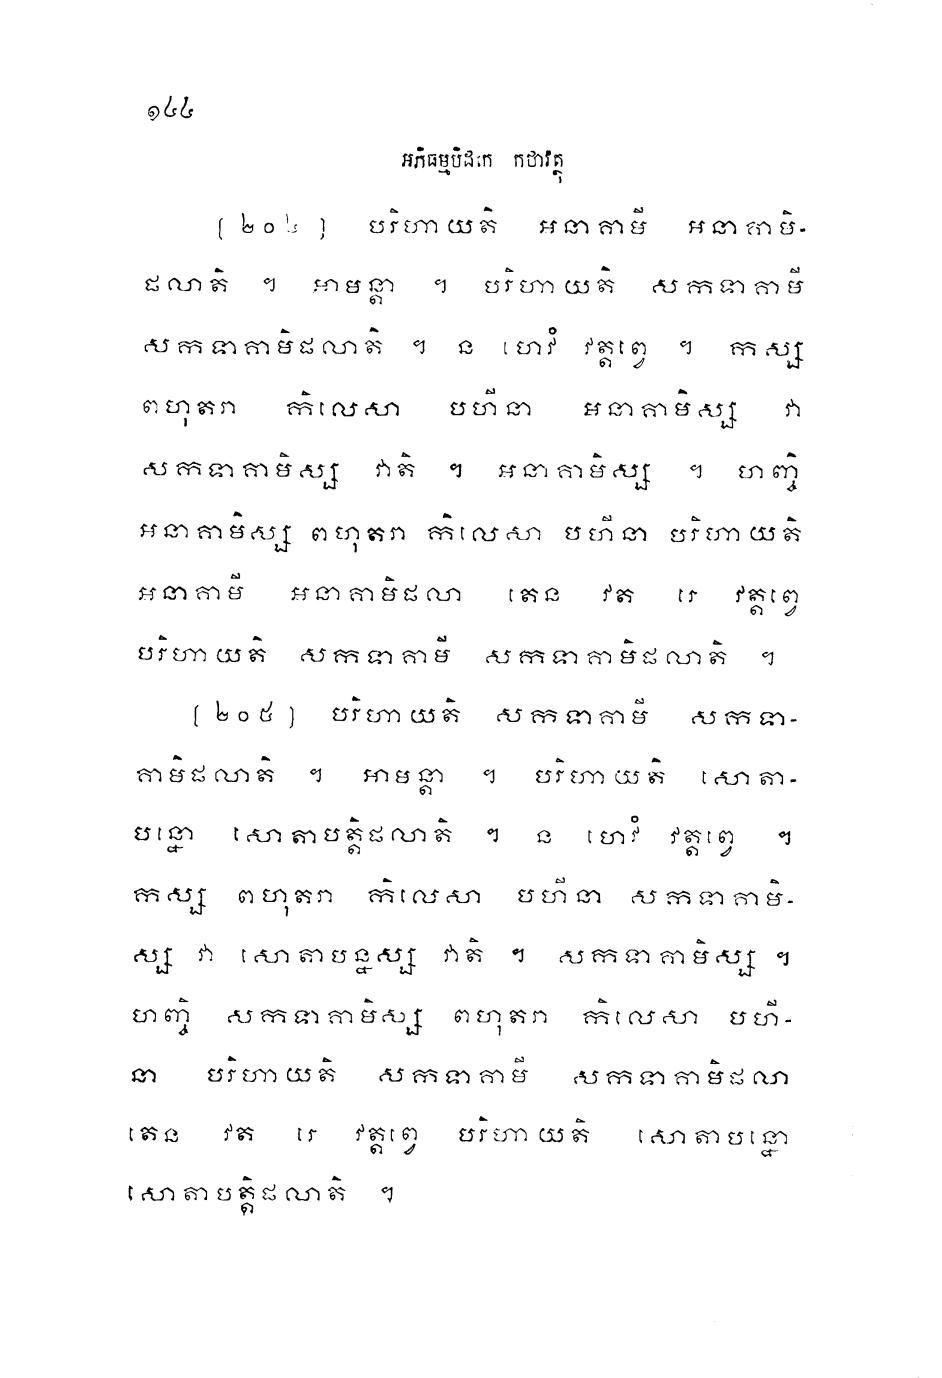 ១៤៤
អភិធម្មបិដកេ កថាវត្ថុ
[២០៤] បរិហាយតិ អនាគាមី អនាគាមិ-
ផលាតិ ។ អាមន្តា ។ បរិហាយតិ សកទាគាមី
សកទាគាមិផលាតិ ។ ន ហេវំ វត្តព្វេ ។ កស្ស
ពហុតរា កិលេសា បហីនា អនាគាមិស្ស វា
សកទាគាមិស្ស វាតិ ។ អនាគាមិស្ស ។ ហញ្ចិ
អនាគាមិស្ស ពហុតរា កិលេសា បហីនា បរិហាយតិ
អនាគាមី អនាគាមិផលា តេន វត រេ វត្តព្វេ
បរិហាយតិ សកទាគាមី សកទាគាមិផលាតិ ។
[២០៥] បរិហាយតិ សកទាគាមី សកទា-
គាមិផលាតិ ។ អាមន្តា ។ បរិហាយតិ សោតា-
បន្នោ សោតាបត្តិផលាតិ ។ ន ហេវំ វត្តព្វេ ។
កស្ស ពហុតរា កិលេសា បហីនា សកទាគាមិ-
ស្ស វា សោតាបន្នស្ស វាតិ ។ សកទាគាមិស្ស ។
ហញ្ចិ សកទាគាមិស្ស ពហុតរា កិលេសា បហី-
នា បរិហាយតិ សកទាគាមី សកទាគាមិផលា
តេន វត រេ វត្តព្វេ បរិហាយតិ សោតាបន្នោ
សោតាបត្តិផលាតិ ។